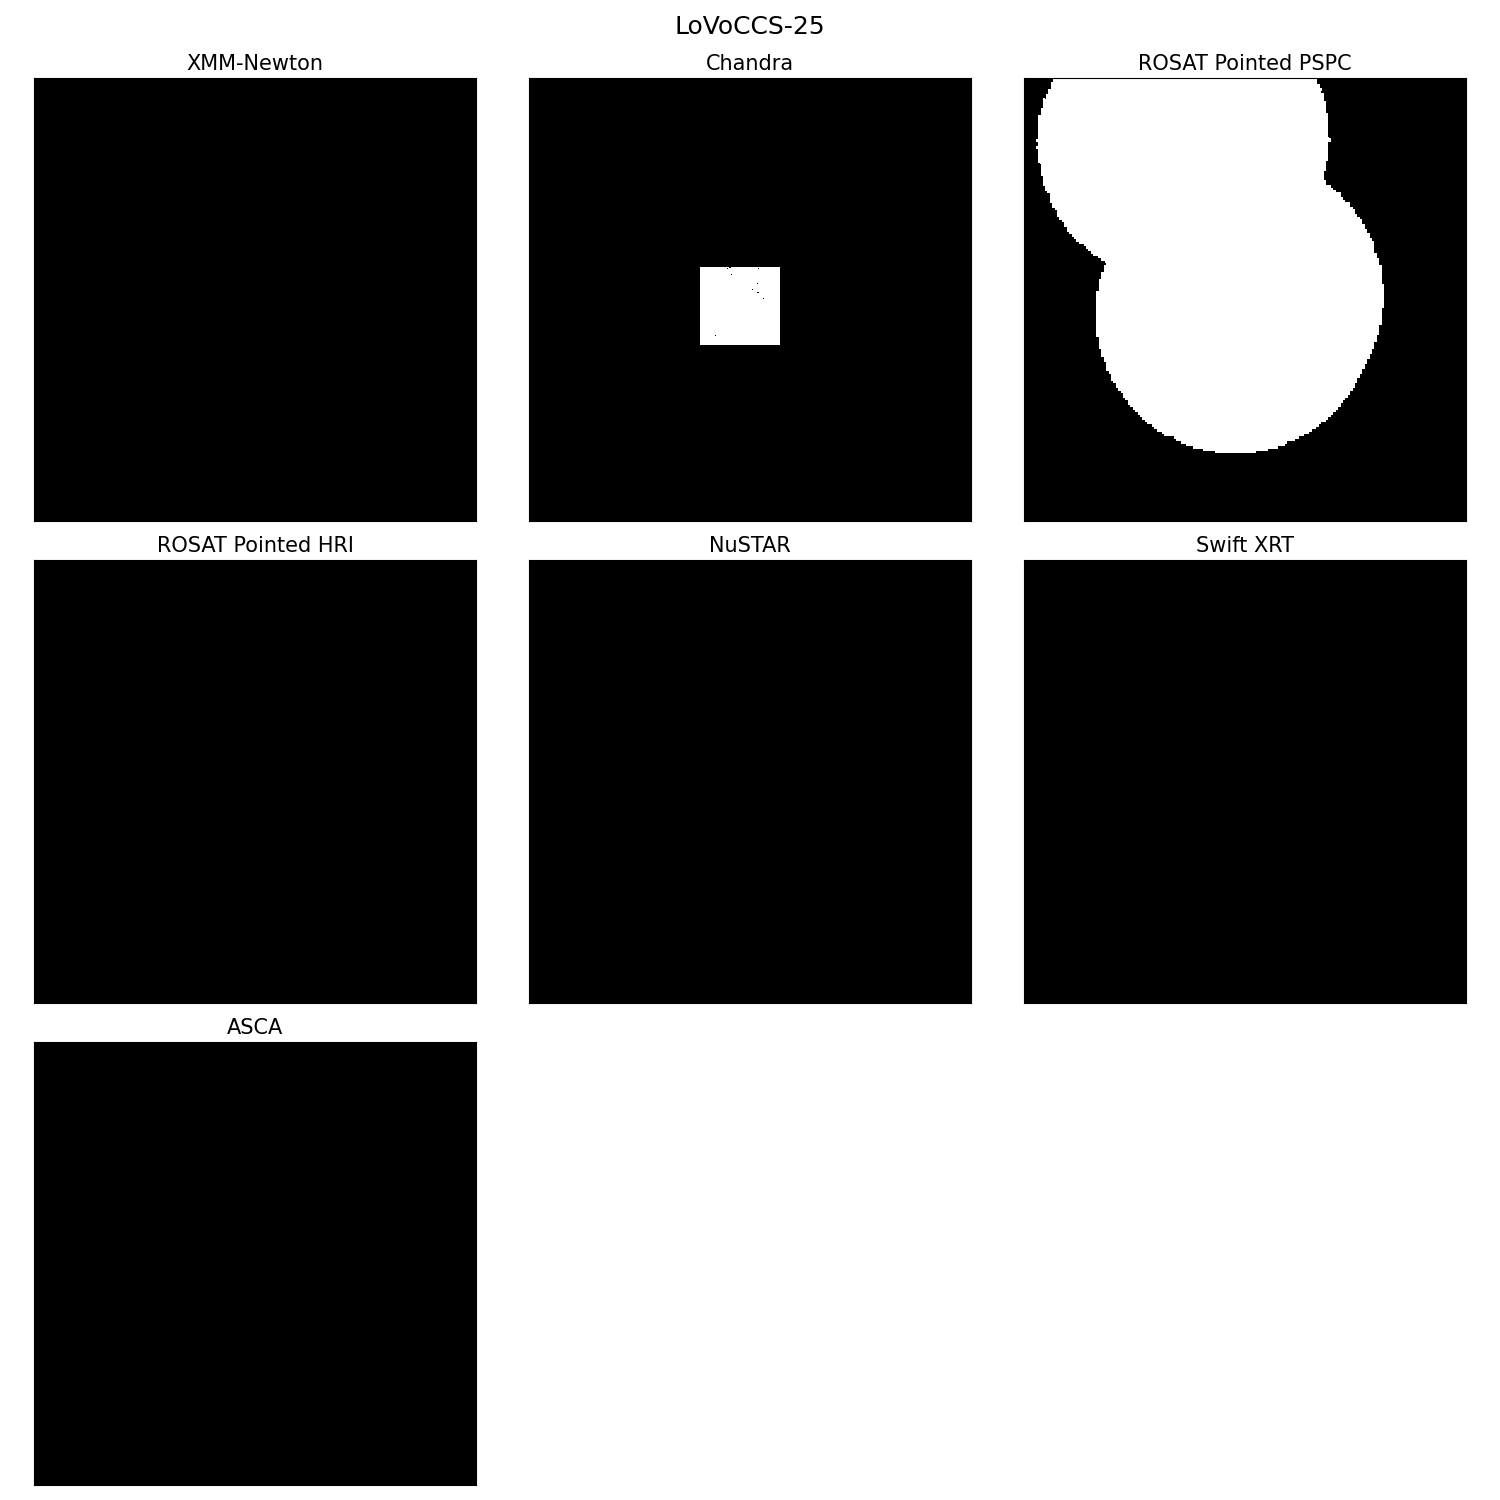 LoVoCCS-25
XMM-Newton
Chandra
ROSAT Pointed PSPC
ROSAT Pointed HRI
NuSTAR
Swift XRT
ASCA